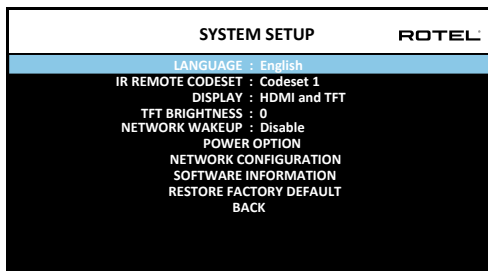 SYSTEM SETUP ROTEL
LANGUAGE : English
IR REMOTE CODESET : Codeset 1
DISPLAY : HDMI and TFT
TFT BRIGHTNESS : 0
NETWORK WAKEUP : Disable
POWER OPTION
NETWORK CONFIGURATION
SOFTWARE INFORMATION
RESTORE FACTORY DEFAULT
BACK